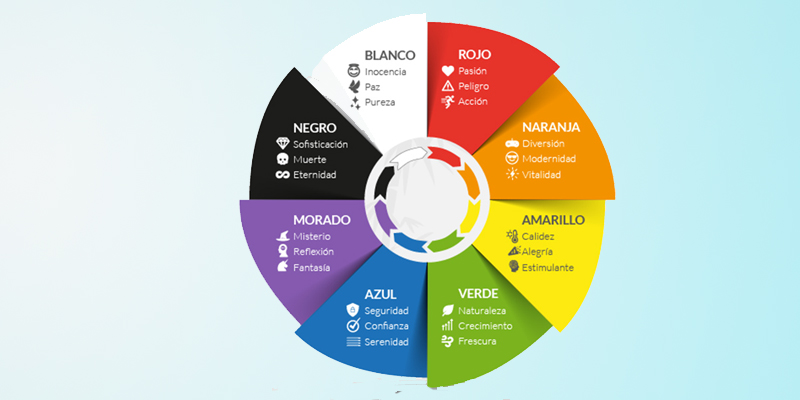 BLANCO
Inocencia
Paz
Pureza
ROJO
Pasión
Peligro
Acción
NARANJA
Diversión
Modernidad
Vitalidad
AMARILLO
Calidez
Alegría
Estimulante
VERDE
Naturaleza
Crecimiento
Frescura
AZUL
Seguridad
Confianza
Serenidad
MORADO
Misterio
Reflexión
Fantasía
NEGRO
Sofisticación
Muerte
Eternidad